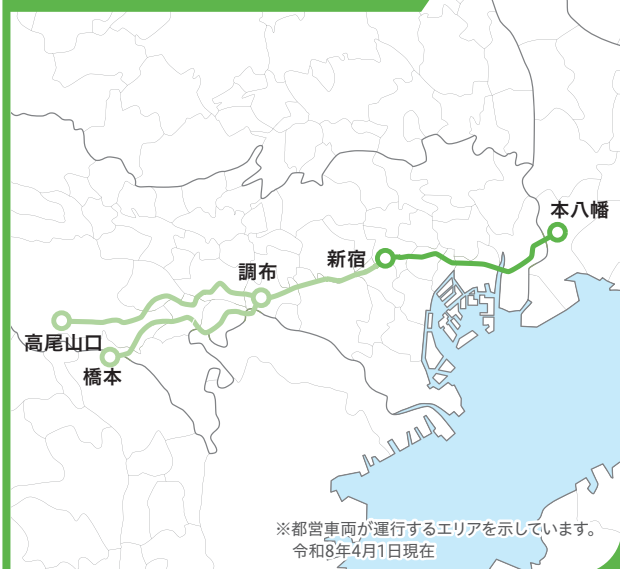 本八幡
新宿
調布
高尾山口
橋本
※都営車両が運行するエリアを示しています。
令和8年4月1日現在